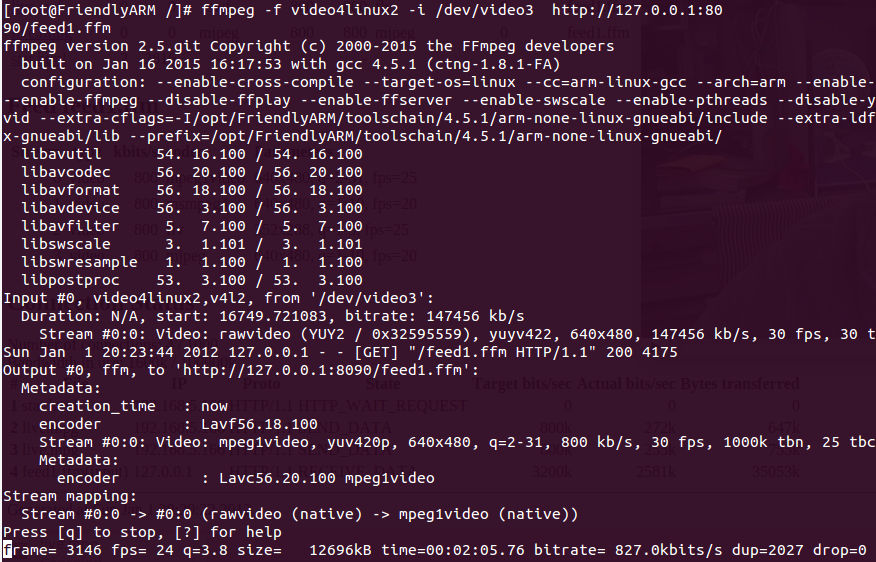 [root@FriendlyARM /]# ffmpeg -f video4linux2 -i /dev/video3  http://127.0.0.1:80
90/feed1.ffm
ffmpeg version 2.5.git Copyright (c) 2000-2015 the FFmpeg developers
  built on Jan 16 2015 16:17:53 with gcc 4.5.1 (ctng-1.8.1-FA)
  configuration: --enable-cross-compile --target-os=linux --cc=arm-linux-gcc --arch=arm --enable-
--enable-ffmpeg --disable-ffplay --enable-ffserver --enable-swscale --enable-pthreads --disable-y
vid --extra-cflags=-I/opt/FriendlyARM/toolschain/4.5.1/arm-none-linux-gnueabi/include --extra-ldf
x-gnueabi/lib --prefix=/opt/FriendlyARM/toolschain/4.5.1/arm-none-linux-gnueabi/
  libavutil      54. 16.100 / 54. 16.100
  libavcodec     56. 20.100 / 56. 20.100
  libavformat    56. 18.100 / 56. 18.100
  libavdevice    56.  3.100 / 56.  3.100
  libavfilter     5.  7.100 /  5.  7.100
  libswscale      3.  1.101 /  3.  1.101
  libswresample   1.  1.100 /  1.  1.100
  libpostproc    53.  3.100 / 53.  3.100
Input #0, video4linux2,v4l2, from '/dev/video3':
  Duration: N/A, start: 16749.721083, bitrate: 147456 kb/s
    Stream #0:0: Video: rawvideo (YUY2 / 0x32595559), yuyv422, 640x480, 147456 kb/s, 30 fps, 30 t
Sun Jan  1 20:23:44 2012 127.0.0.1 - - [GET] "/feed1.ffm HTTP/1.1" 200 4175
Output #0, ffm, to 'http://127.0.0.1:8090/feed1.ffm':
  Metadata:
    creation_time   : now
    encoder         : Lavf56.18.100
    Stream #0:0: Video: mpeg1video, yuv420p, 640x480, q=2-31, 800 kb/s, 30 fps, 1000k tbn, 25 tbc
    Metadata:
      encoder         : Lavc56.20.100 mpeg1video
Stream mapping:
  Stream #0:0 -> #0:0 (rawvideo (native) -> mpeg1video (native))
Press [q] to stop, [?] for help
frame= 3146 fps= 24 q=3.8 size=   12696kB time=00:02:05.76 bitrate= 827.0kbits/s dup=2027 drop=0